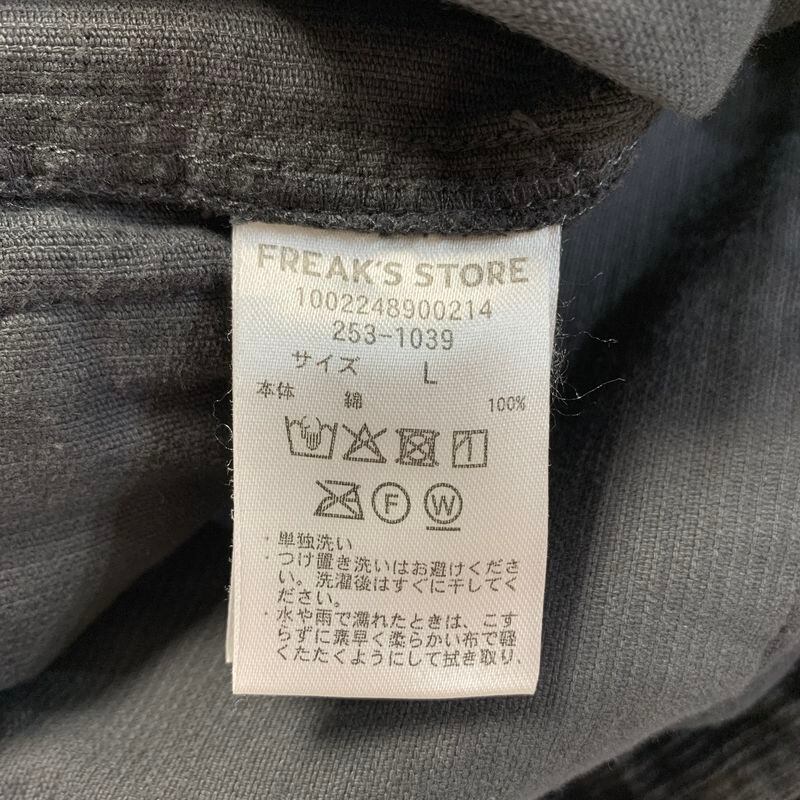 FREAK'S STORE
1002248900214
253-1039
サイズ L
本体 綿 100%
F W
・単独洗い
・つけ置き洗いはお避けくださ
い。洗濯後はすぐに干してく
ださい。
・水や雨で濡れたときは、こす
らずに素早く柔らかい布で軽
くたたくようにして拭き取り、